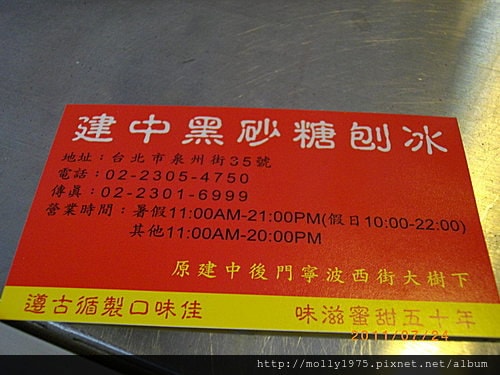 建中黑砂糖刨冰
地址：台北市泉州街35號
電話：02-2305-4750
傳真：02-2301-6999
營業時間：暑假11:00AM-21:00PM(假日10:00-22:00)
其他11:00AM-20:00PM
原建中後門寧波西街大樹下
遵古循製口味佳 味滋蜜甜五十年
2011/07/24
http://molly1975.pixnet.net/album